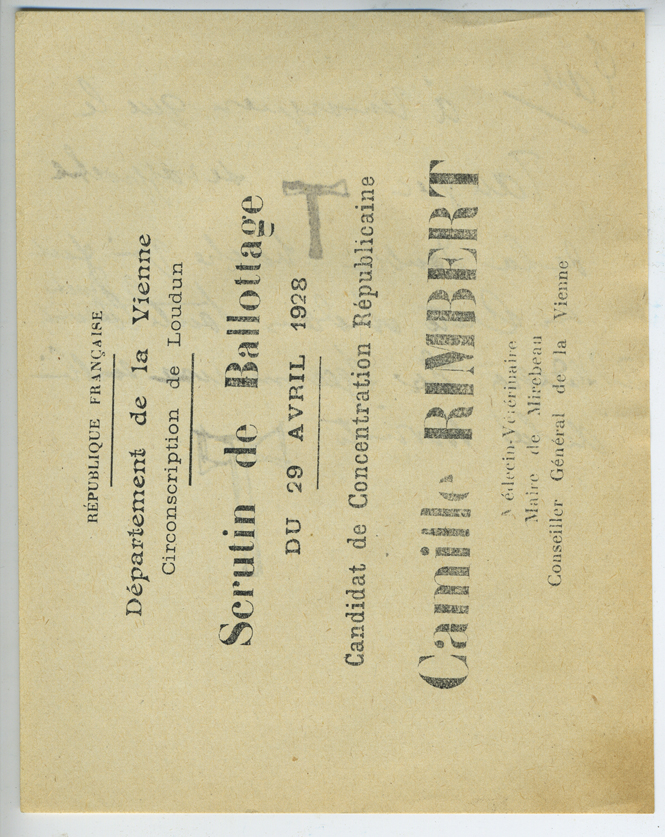 RÉPUBLIQUE FRANÇAISE
Département de la Vienne
Circonscription de Loudun
Scrutin de Ballottage
DU 29 AVRIL 1928
T
Candidat de Concentration Républicaine
Camille RIMBERT
Médecin-Vétérinaire
Maire de Mirebeau
Conseiller Général de la Vienne